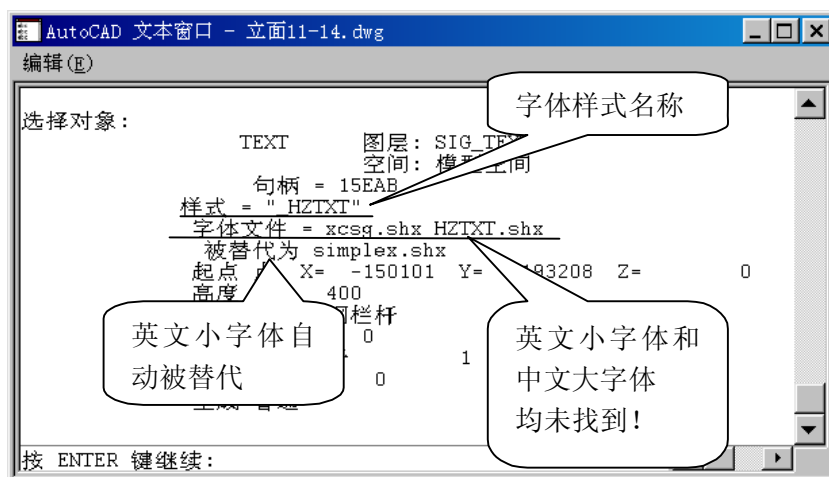 AutoCAD 文本窗口 - 立面11-14.dwg
编辑(E)
选择对象:
TEXT 图层: SIG_TEX
空间: 模型空间
句柄 = 15EAB
样式 = "_HZTXT"
字体文件 = xcsg.shx HZTXT.shx
被替代为 simplex.shx
起点 X= -150101 Y= 193208 Z= 0
高度 400
栏杆
0
1
0
按 ENTER 键继续:
字体样式名称
英文小字体自
动被替代
英文小字体和
中文大字体
均未找到!